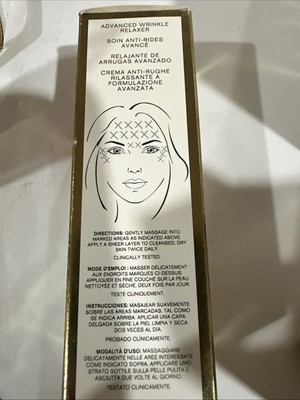 ADVANCED WRINKLE
RELAXER
SOIN ANTI-RIDES
AVANCÉ
RELAJANTE DE
ARRUGAS AVANZADO
CREMA ANTI-RUGHE
RILASSANTE A
FORMULAZIONE
AVANZATA
DIRECTIONS: GENTLY MASSAGE INTO
MARKED AREAS AS INDICATED ABOVE.
APPLY A SHEER LAYER TO CLEANSED, DRY
SKIN TWICE DAILY.
CLINICALLY TESTED
MODE D'EMPLOI: MASSER DÉLICATEMENT
AUX ENDROITS MARQUÉS CI-DESSUS.
APPLIQUER EN FINE COUCHE SUR LA PEAU
NETTOYÉE ET SÈCHE, DEUX FOIS PAR JOUR.
TESTÉ CLINIQUEMENT.
INSTRUCCIONES: MASAJEAR SUAVEMENTE
SOBRE LAS ÁREAS MARCADAS, TAL COMO
SE INDICA ARRIBA. APLICAR UNA CAPA
DELGADA SOBRE LA PIEL LIMPIA Y SECA
DOS VECES AL DÍA.
PROBADO CLÍNICAMENTE
MODALITÀ D'USO: MASSAGGIARE
DELICATAMENTE NELLE AREE INTERESSATE
COME INDICATO SOPRA. APPLICARE UNO
STRATO SOTTILE SULLA PELLE PULITA E
ASCIUTTA DUE VOLTE AL GIORNO.
TESTATO CLINICAMENTE.